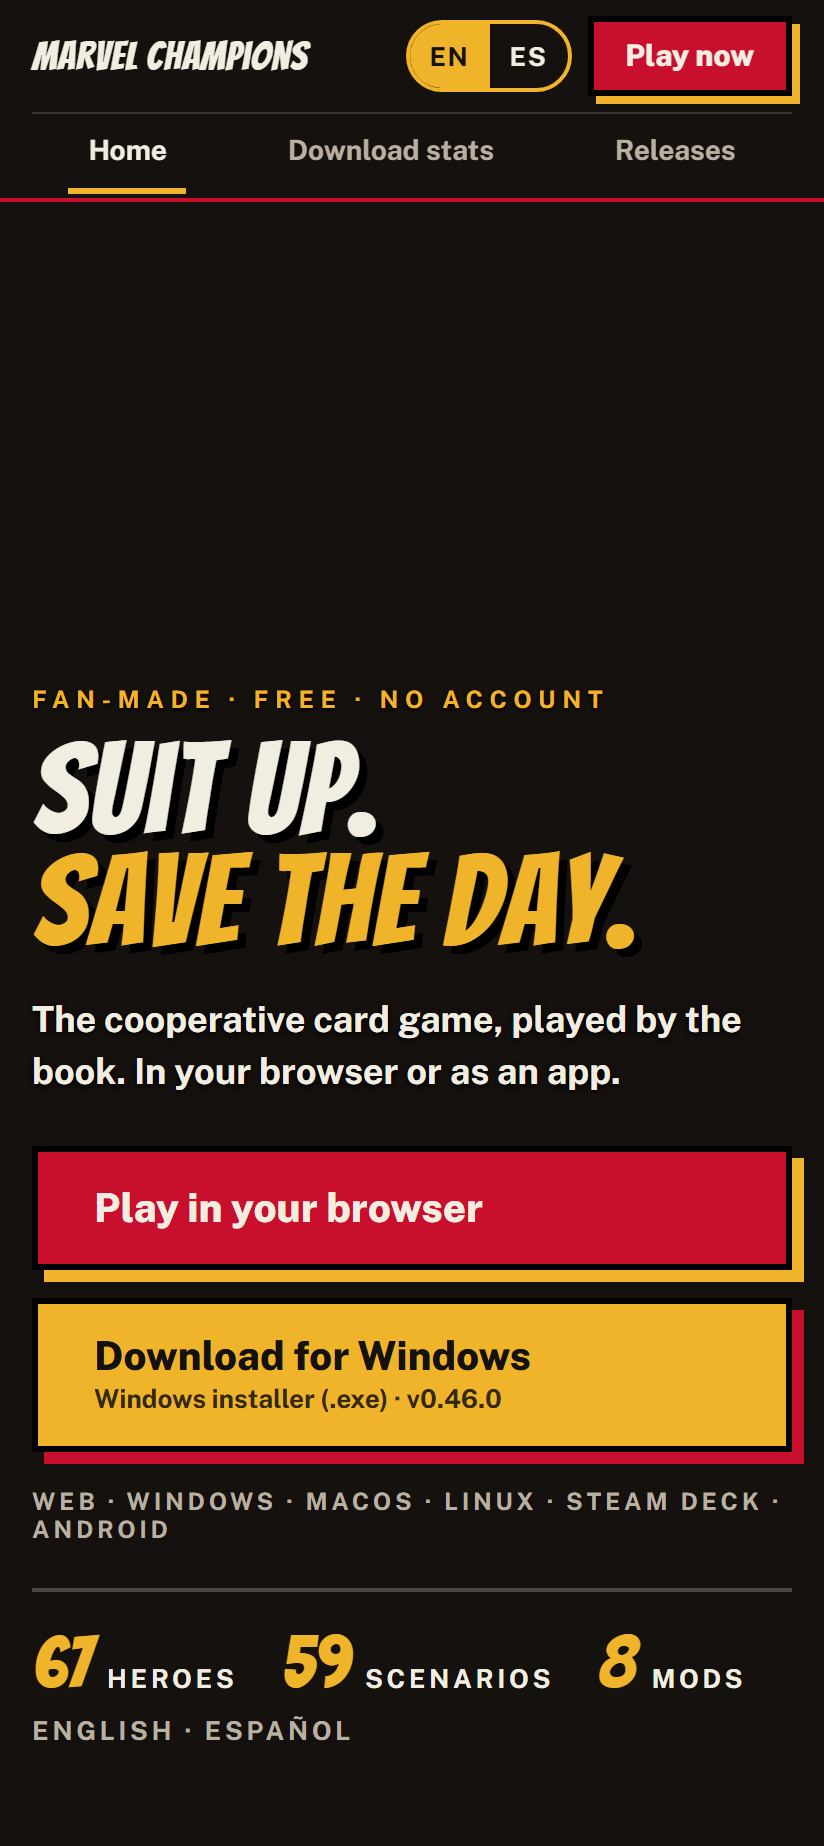 MARVEL CHAMPIONS
EN ES
Play now
Home
Download stats
Releases
FAN-MADE · FREE · NO ACCOUNT
SUIT UP.
SAVE THE DAY.
The cooperative card game, played by the
book. In your browser or as an app.
Play in your browser
Download for Windows
Windows installer (.exe) · v0.46.0
WEB · WINDOWS · MACOS · LINUX · STEAM DECK ·
ANDROID
67 HEROES
59 SCENARIOS
8 MODS
ENGLISH · ESPAÑOL